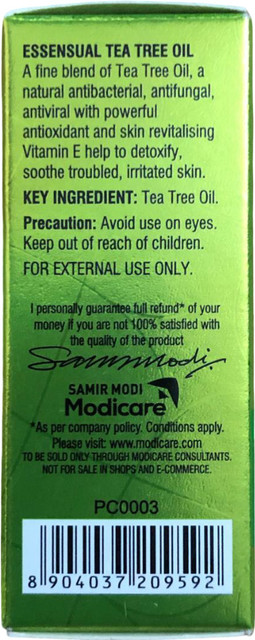 ESSENSUAL TEA TREE OIL
A fine blend of Tea Tree Oil, a
natural antibacterial, antifungal,
antiviral with powerful
antioxidant and skin revitalising
Vitamin E help to detoxify,
soothe troubled, irritated skin.
KEY INGREDIENT: Tea Tree Oil.
Precaution: Avoid use on eyes.
Keep out of reach of children.
FOR EXTERNAL USE ONLY.
I personally guarantee full refund* of your
money if you are not 100% satisfied with
the quality of the product
Samir Modi
SAMIR MODI
Modicare
*As per company policy. Conditions apply.
Please visit: www.modicare.com
TO BE SOLD ONLY THROUGH MODICARE CONSULTANTS.
NOT FOR SALE IN SHOPS AND E-COMMERCE.
PC0003
8 904037 209592